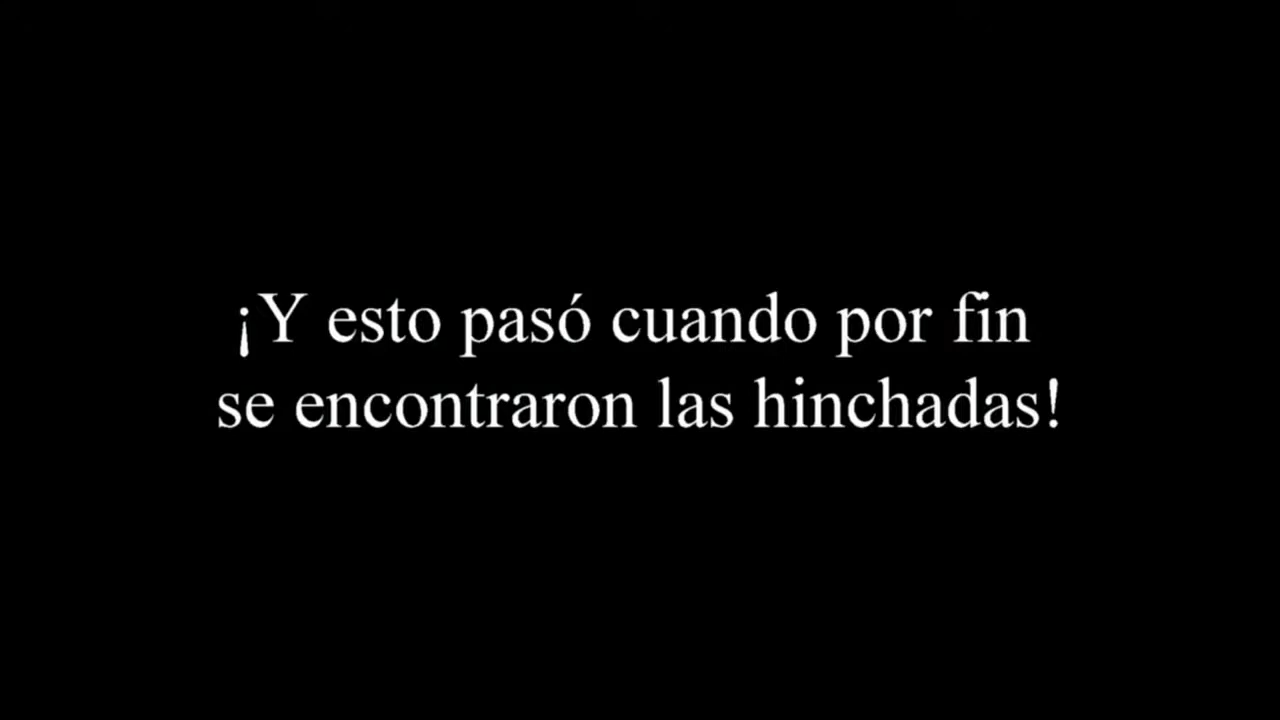 ¡Y esto pasó cuando por fin
se encontraron las hinchadas!